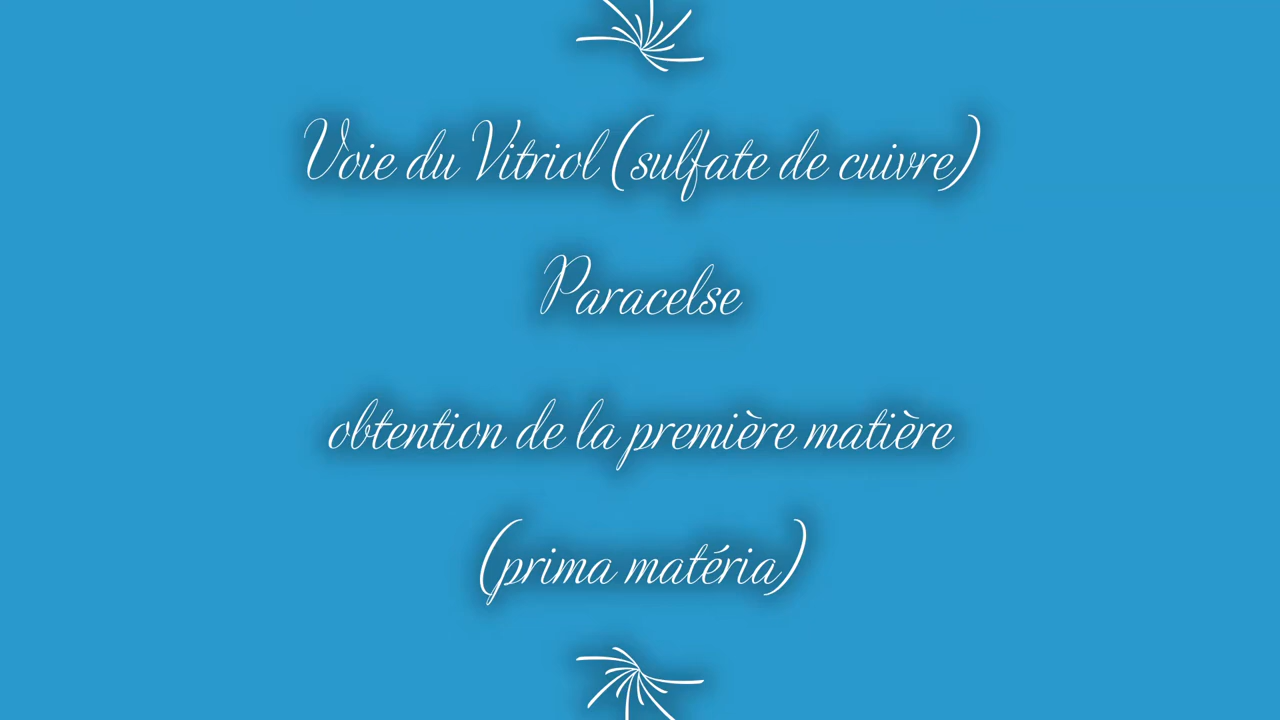 Voie du Vitriol (sulfate de cuivre)
Paracelse
obtention de la première matière
(prima matéria)